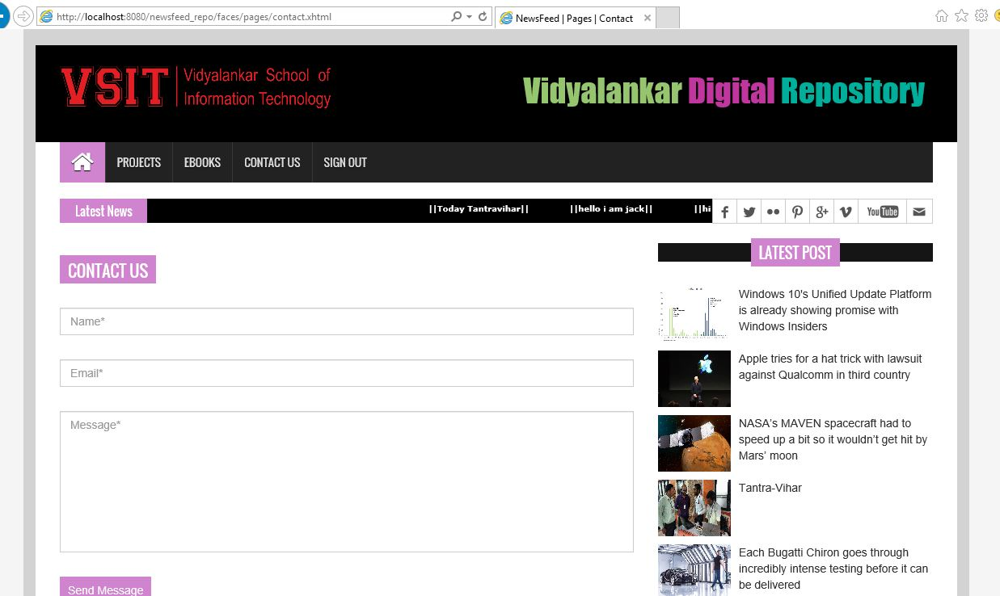 http://localhost:8080/newsfeed_repo/faces/pages/contact.xhtml
NewsFeed | Pages | Contact
VSIT
Vidyalankar School of
Information Technology
Vidyalankar Digital Repository
PROJECTS
EBOOKS
CONTACT US
SIGN OUT
Latest News
||Today Tantravihar||
||hello i am jack||
||hi
You Tube
CONTACT US
Name*
Email*
Message*
Send Message
LATEST POST
Windows 10's Unified Update Platform
is already showing promise with
Windows Insiders
Apple tries for a hat trick with lawsuit
against Qualcomm in third country
NASA’s MAVEN spacecraft had to
speed up a bit so it wouldn’t get hit by
Mars’ moon
Tantra-Vihar
Each Bugatti Chiron goes through
incredibly intense testing before it can
be delivered